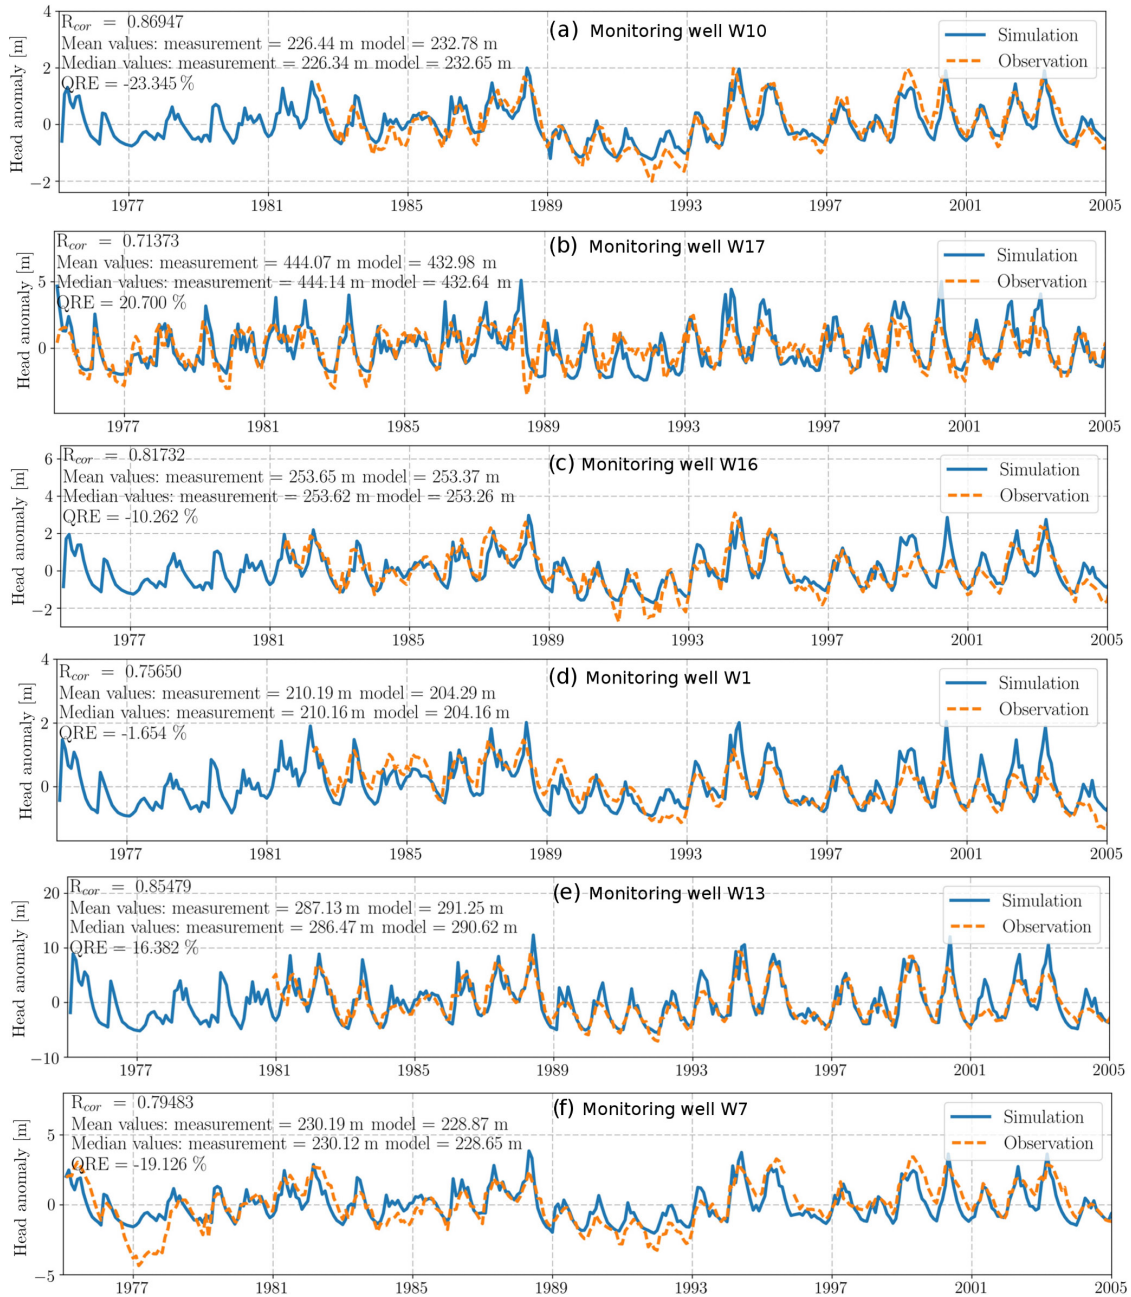 (a) Monitoring well W10
R_cor = 0.86947
Mean values: measurement = 226.44 m model = 232.78 m
Median values: measurement = 226.34 m model = 232.65 m
QRE = -23.345 %
Simulation
Observation
Head anomaly [m]
4
2
0
−2
1977 1981 1985 1989 1993 1997 2001 2005
(b) Monitoring well W17
R_cor = 0.71373
Mean values: measurement = 444.07 m model = 432.98 m
Median values: measurement = 444.14 m model = 432.64 m
QRE = 20.700 %
Simulation
Observation
Head anomaly [m]
5
0
1977 1981 1985 1989 1993 1997 2001 2005
(c) Monitoring well W16
R_cor = 0.81732
Mean values: measurement = 253.65 m model = 253.37 m
Median values: measurement = 253.62 m model = 253.26 m
QRE = -10.262 %
Simulation
Observation
Head anomaly [m]
6
4
2
0
−2
1977 1981 1985 1989 1993 1997 2001 2005
(d) Monitoring well W1
R_cor = 0.75650
Mean values: measurement = 210.19 m model = 204.29 m
Median values: measurement = 210.16 m model = 204.16 m
QRE = -1.654 %
Simulation
Observation
Head anomaly [m]
4
2
0
1977 1981 1985 1989 1993 1997 2001 2005
(e) Monitoring well W13
R_cor = 0.85479
Mean values: measurement = 287.13 m model = 291.25 m
Median values: measurement = 286.47 m model = 290.62 m
QRE = 16.382 %
Simulation
Observation
Head anomaly [m]
20
10
0
−10
1977 1981 1985 1989 1993 1997 2001 2005
(f) Monitoring well W7
R_cor = 0.79483
Mean values: measurement = 230.19 m model = 228.87 m
Median values: measurement = 230.12 m model = 228.65 m
QRE = -19.126 %
Simulation
Observation
Head anomaly [m]
5
0
−5
1977 1981 1985 1989 1993 1997 2001 2005